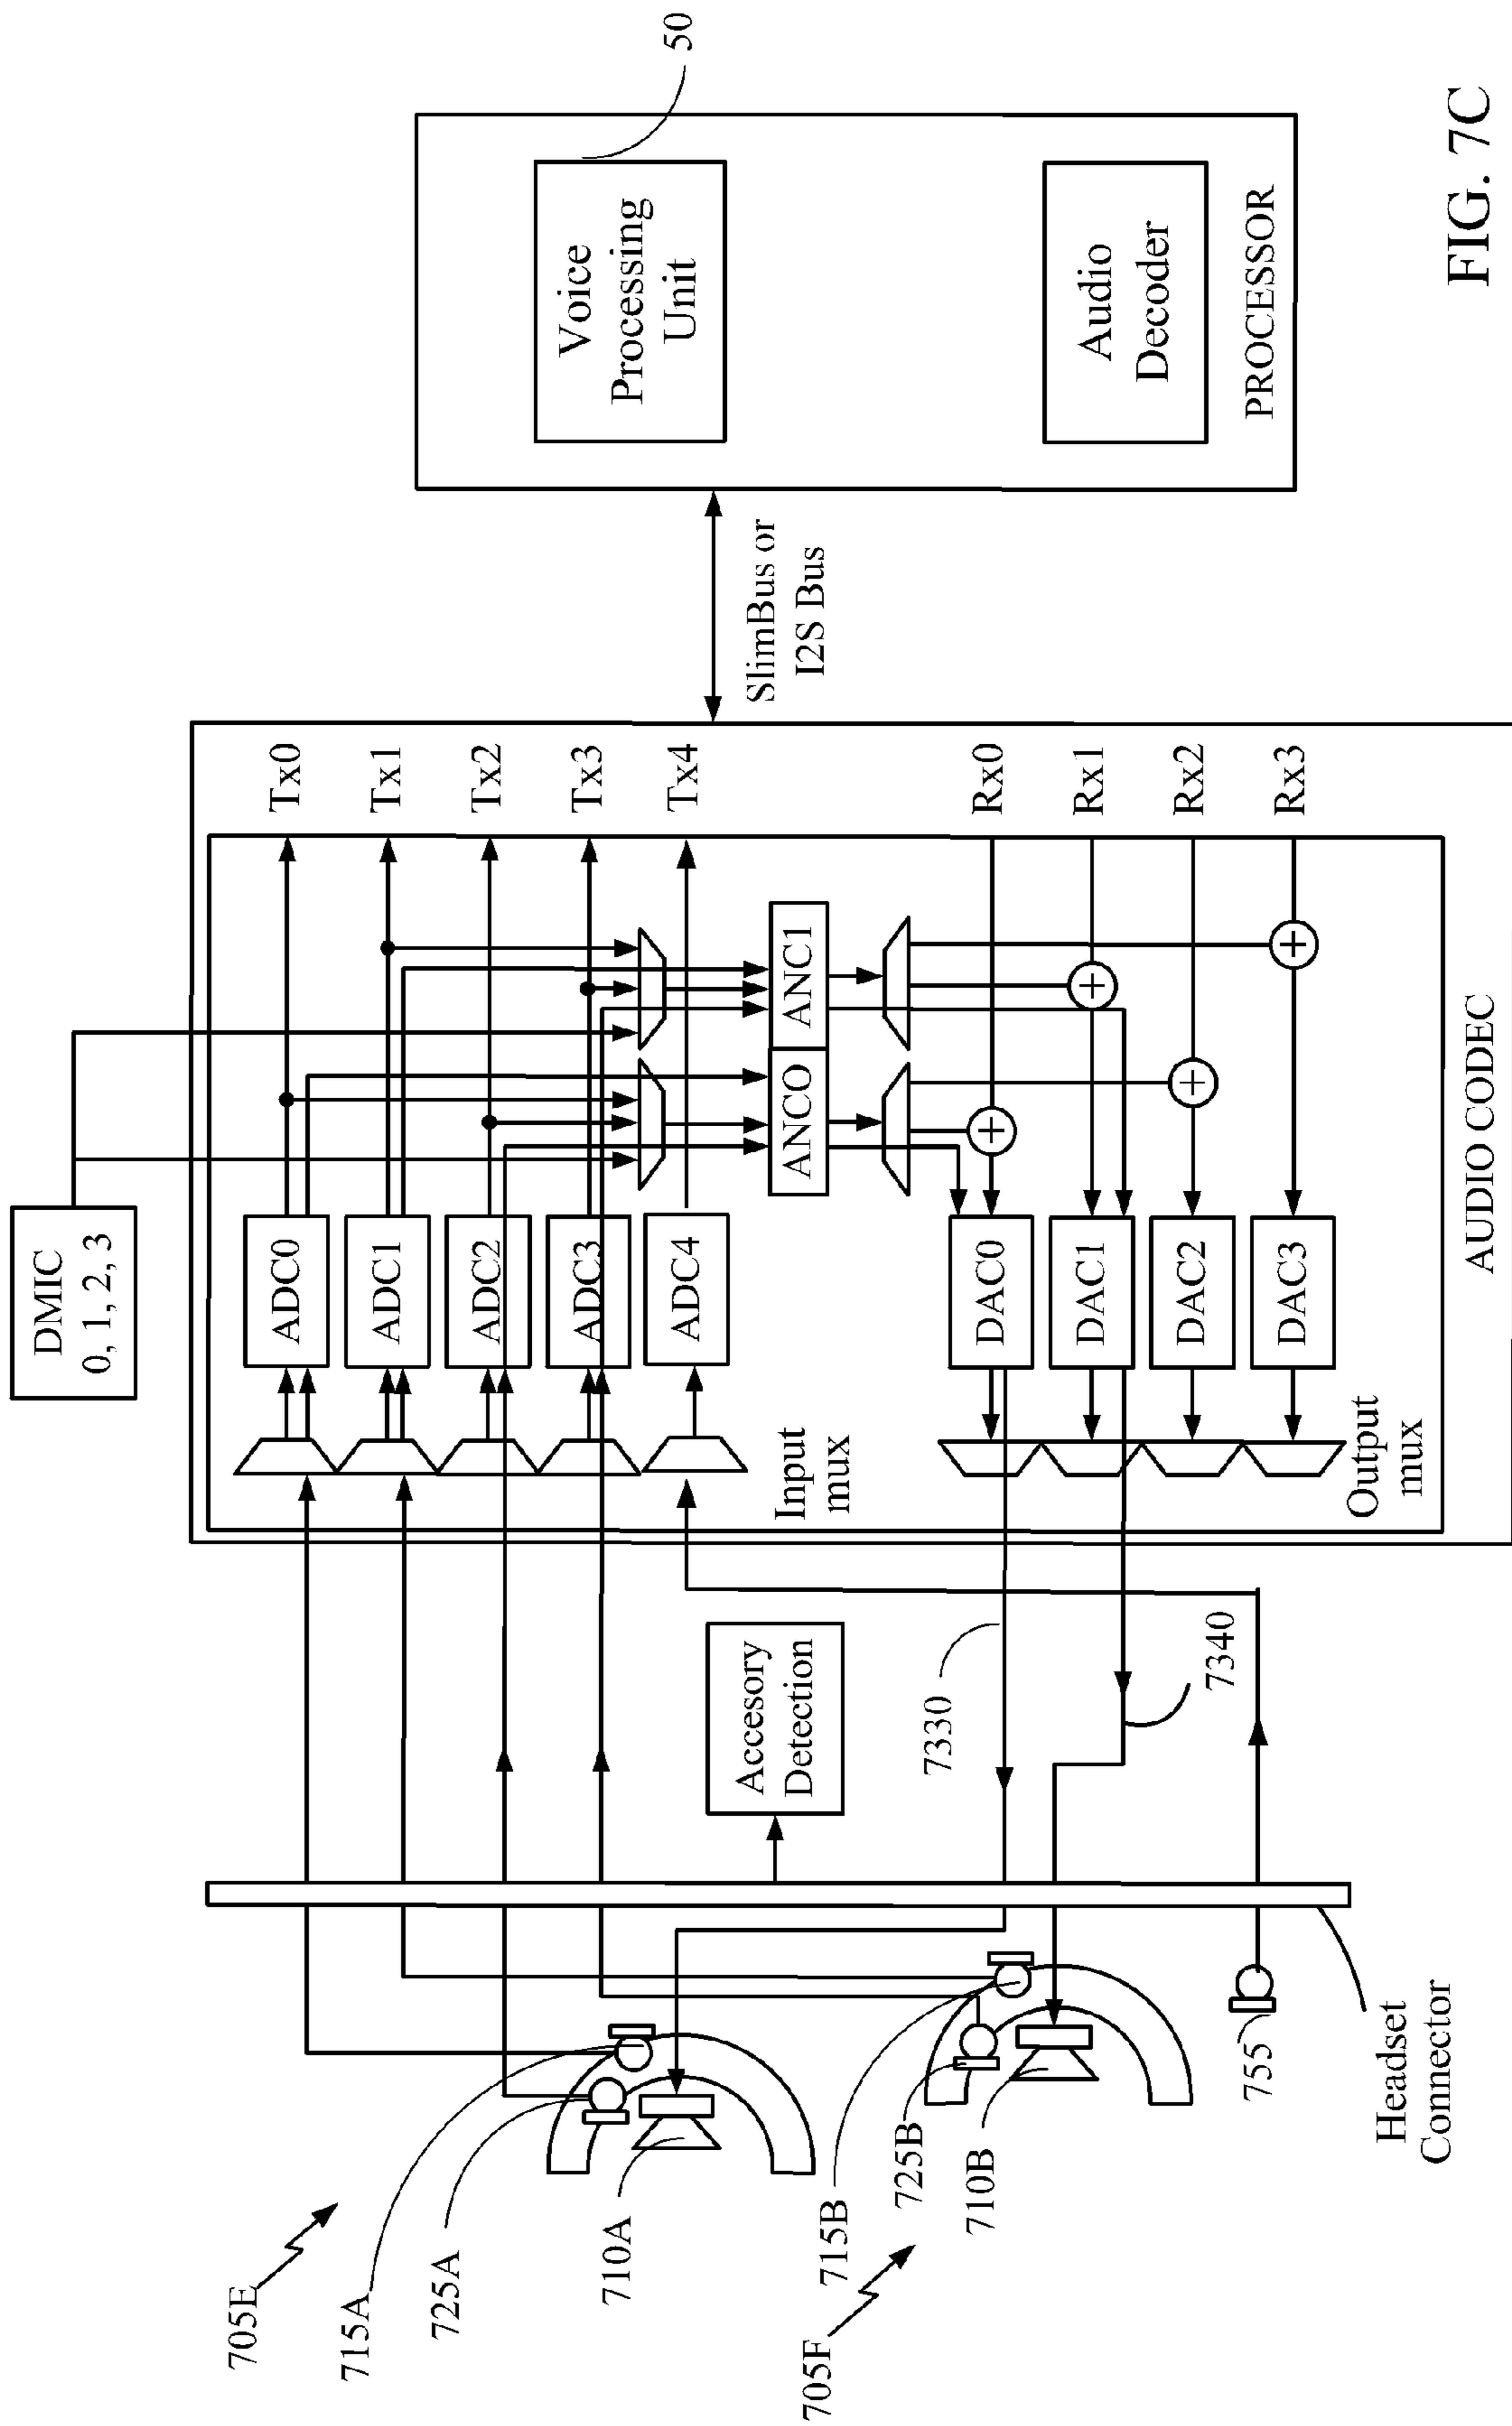 DMIC
0, 1, 2, 3
Tx0
Tx1
Tx2
Tx3
Tx4
ADC0
ADC1
ADC2
ADC3
ADC4
ANCO
ANC1
Rx0
Rx1
Rx2
Rx3
DAC0
DAC1
DAC2
DAC3
Input
mux
Output
mux
AUDIO CODEC
SlimBus or
I2S Bus
Voice
Processing
Unit
50
Audio
Decoder
PROCESSOR
Accesory
Detection
7330
7340
705E
715A
725A
710A
715B
705F
725B
710B
755
Headset
Connector
FIG. 7C